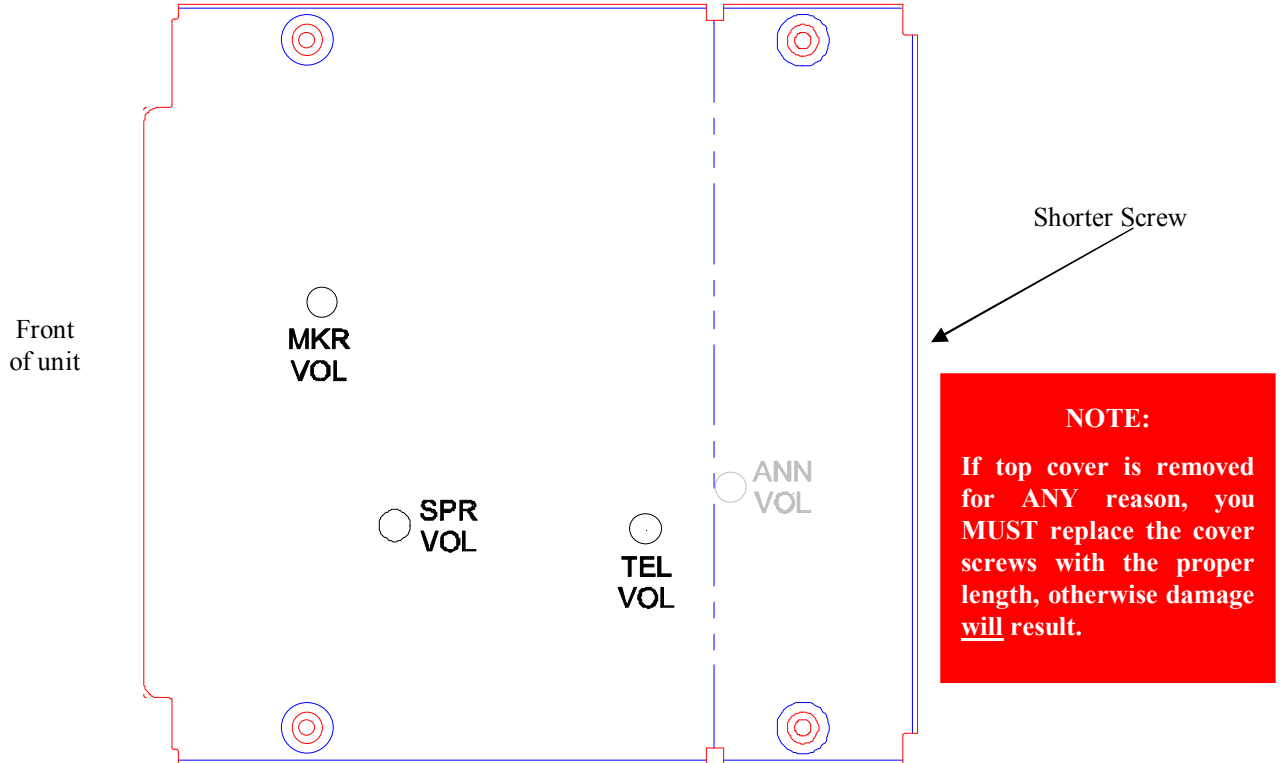 Shorter Screw
Front
of unit
MKR
VOL
NOTE:
If top cover is removed
for ANY reason, you
MUST replace the cover
screws with the proper
length, otherwise damage
will result.
ANN
VOL
SPR
VOL
TEL
VOL